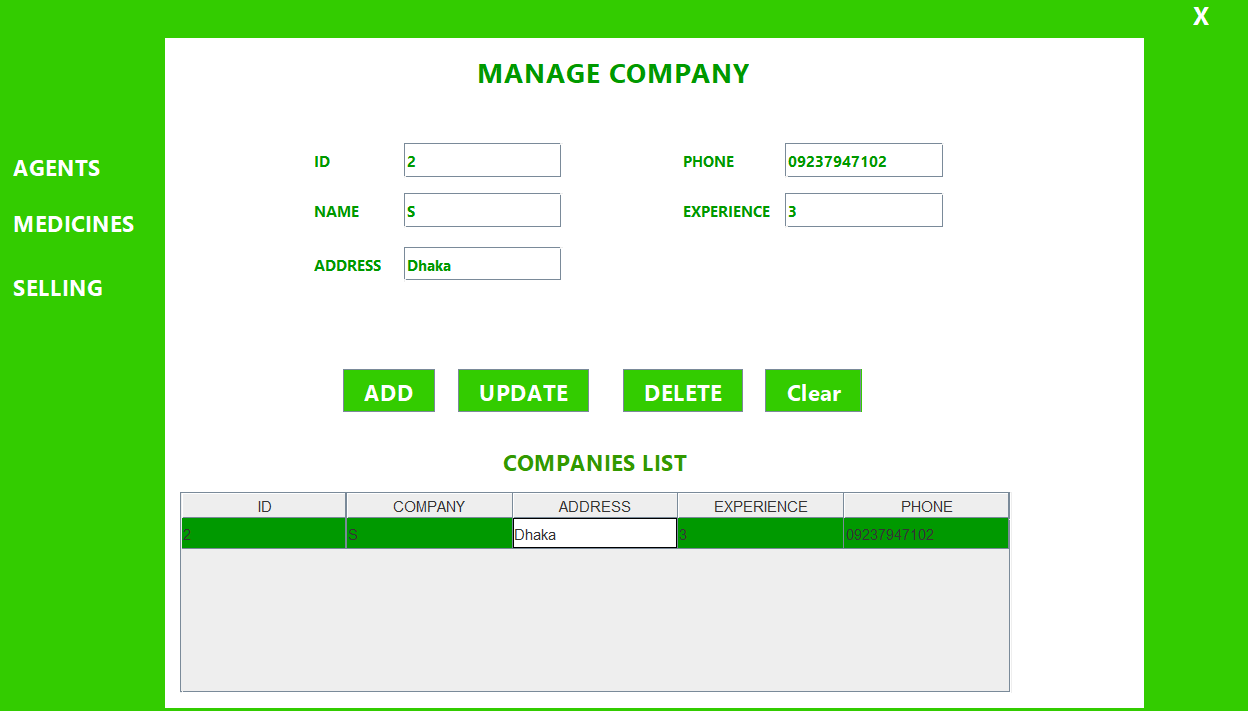 X
MANAGE COMPANY
AGENTS
MEDICINES
SELLING
ID 2 PHONE 09237947102
NAME S EXPERIENCE 3
ADDRESS Dhaka
ADD UPDATE DELETE Clear
COMPANIES LIST
ID COMPANY ADDRESS EXPERIENCE PHONE
2 S Dhaka 3 09237947102